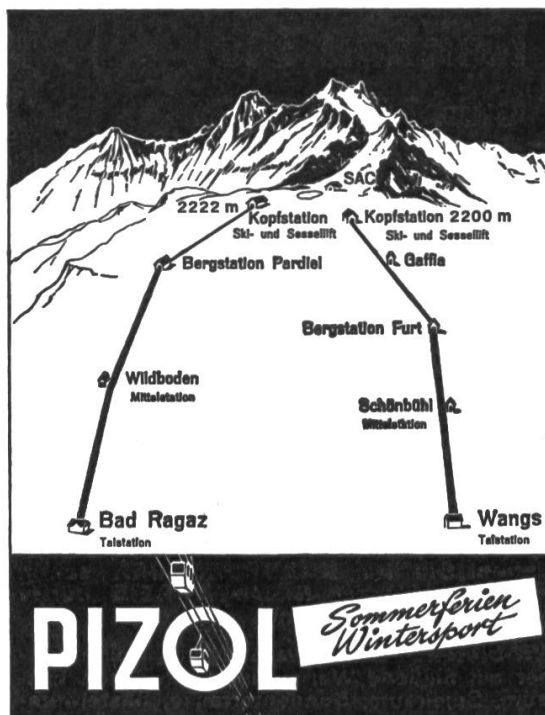 SAC
2222 m
Kopfstation
Ski- und Sessellift
Kopfstation 2200 m
Ski- und Sessellift
Bergstation Pardiel
Gaffia
Bergstation Furt
Wildboden
Mittelstation
Schönbühl
Mittelstation
Bad Ragaz
Talstation
Wangs
Talstation
PIZOL
Sommerferien
Wintersport